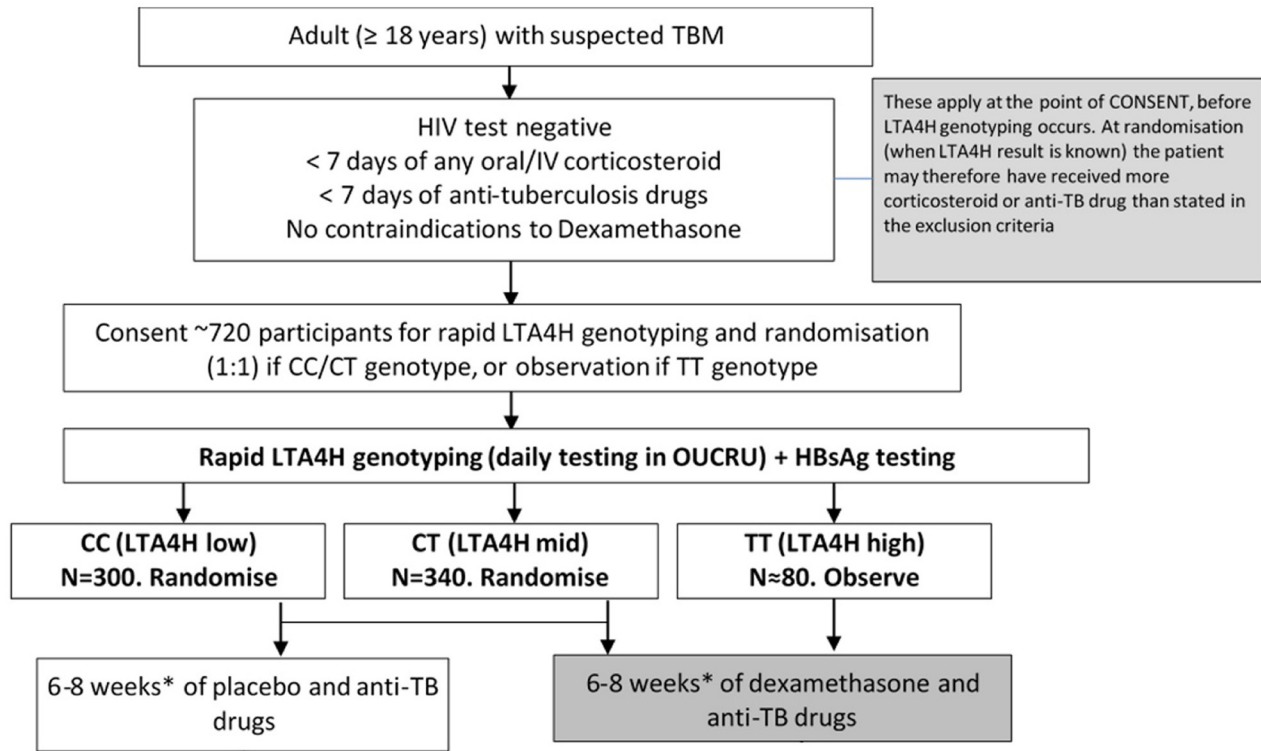 Adult (≥ 18 years) with suspected TBM
HIV test negative
< 7 days of any oral/IV corticosteroid
< 7 days of anti-tuberculosis drugs
No contraindications to Dexamethasone
These apply at the point of CONSENT, before
LTA4H genotyping occurs. At randomisation
(when LTA4H result is known) the patient
may therefore have received more
corticosteroid or anti-TB drug than stated in
the exclusion criteria
Consent ~720 participants for rapid LTA4H genotyping and randomisation
(1:1) if CC/CT genotype, or observation if TT genotype
Rapid LTA4H genotyping (daily testing in OUCRU) + HBsAg testing
CC (LTA4H low)
N=300. Randomise
CT (LTA4H mid)
N=340. Randomise
TT (LTA4H high)
N≈80. Observe
6-8 weeks* of placebo and anti-TB
drugs
6-8 weeks* of dexamethasone and
anti-TB drugs